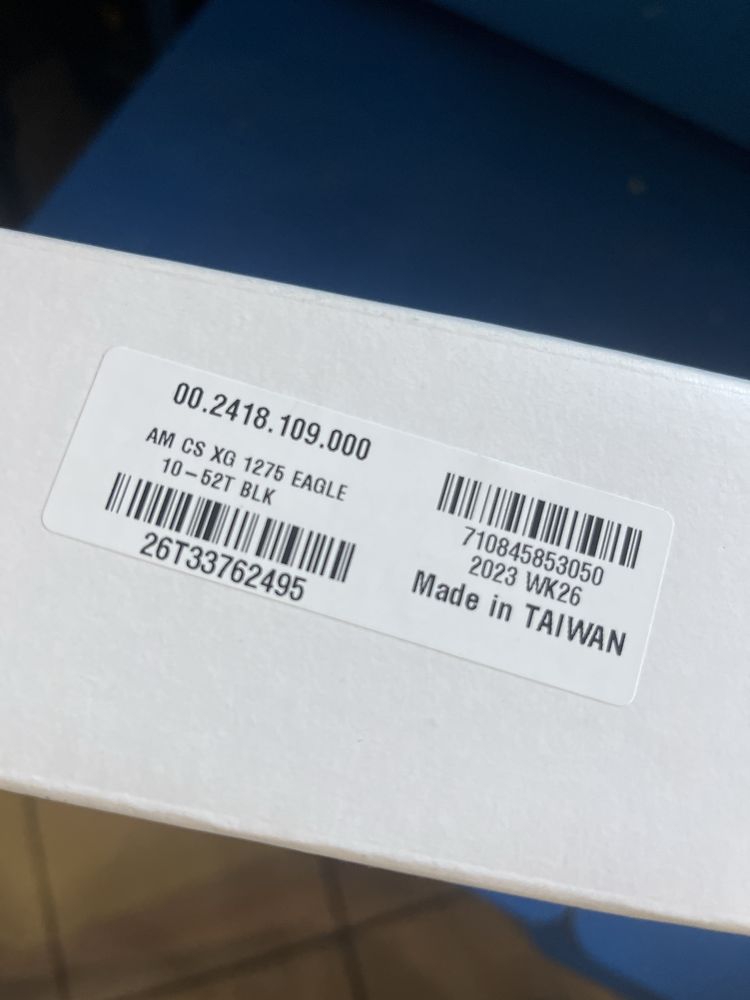 00.2418.109.000
AM CS XG 1275 EAGLE
10-52T BLK
26T33762495
710845853050
2023 WK26
Made in TAIWAN